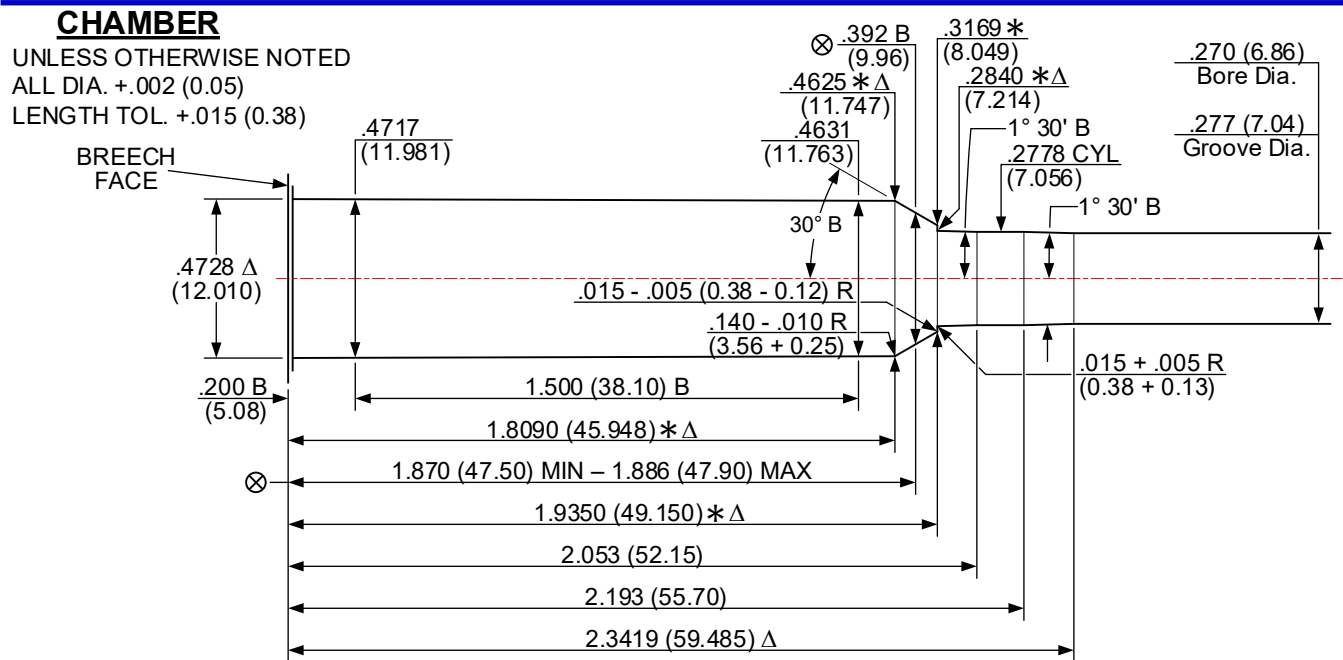 CHAMBER
UNLESS OTHERWISE NOTED
ALL DIA. +.002 (0.05)
LENGTH TOL. +.015 (0.38)
BREECH
FACE
.4717
(11.981)
⊗ .392 B
(9.96)
.4625 * Δ
(11.747)
.4631
(11.763)
.3169 *
(8.049)
.2840 *Δ
(7.214)
1° 30' B
.2778 CYL
(7.056)
1° 30' B
.270 (6.86)
Bore Dia.
.277 (7.04)
Groove Dia.
30° B
.4728 Δ
(12.010)
.015 - .005 (0.38 - 0.12) R
.140 - .010 R
(3.56 + 0.25)
.015 + .005 R
(0.38 + 0.13)
.200 B
(5.08)
1.500 (38.10) B
1.8090 (45.948) * Δ
⊗ 1.870 (47.50) MIN – 1.886 (47.90) MAX
1.9350 (49.150) * Δ
2.053 (52.15)
2.193 (55.70)
2.3419 (59.485) Δ